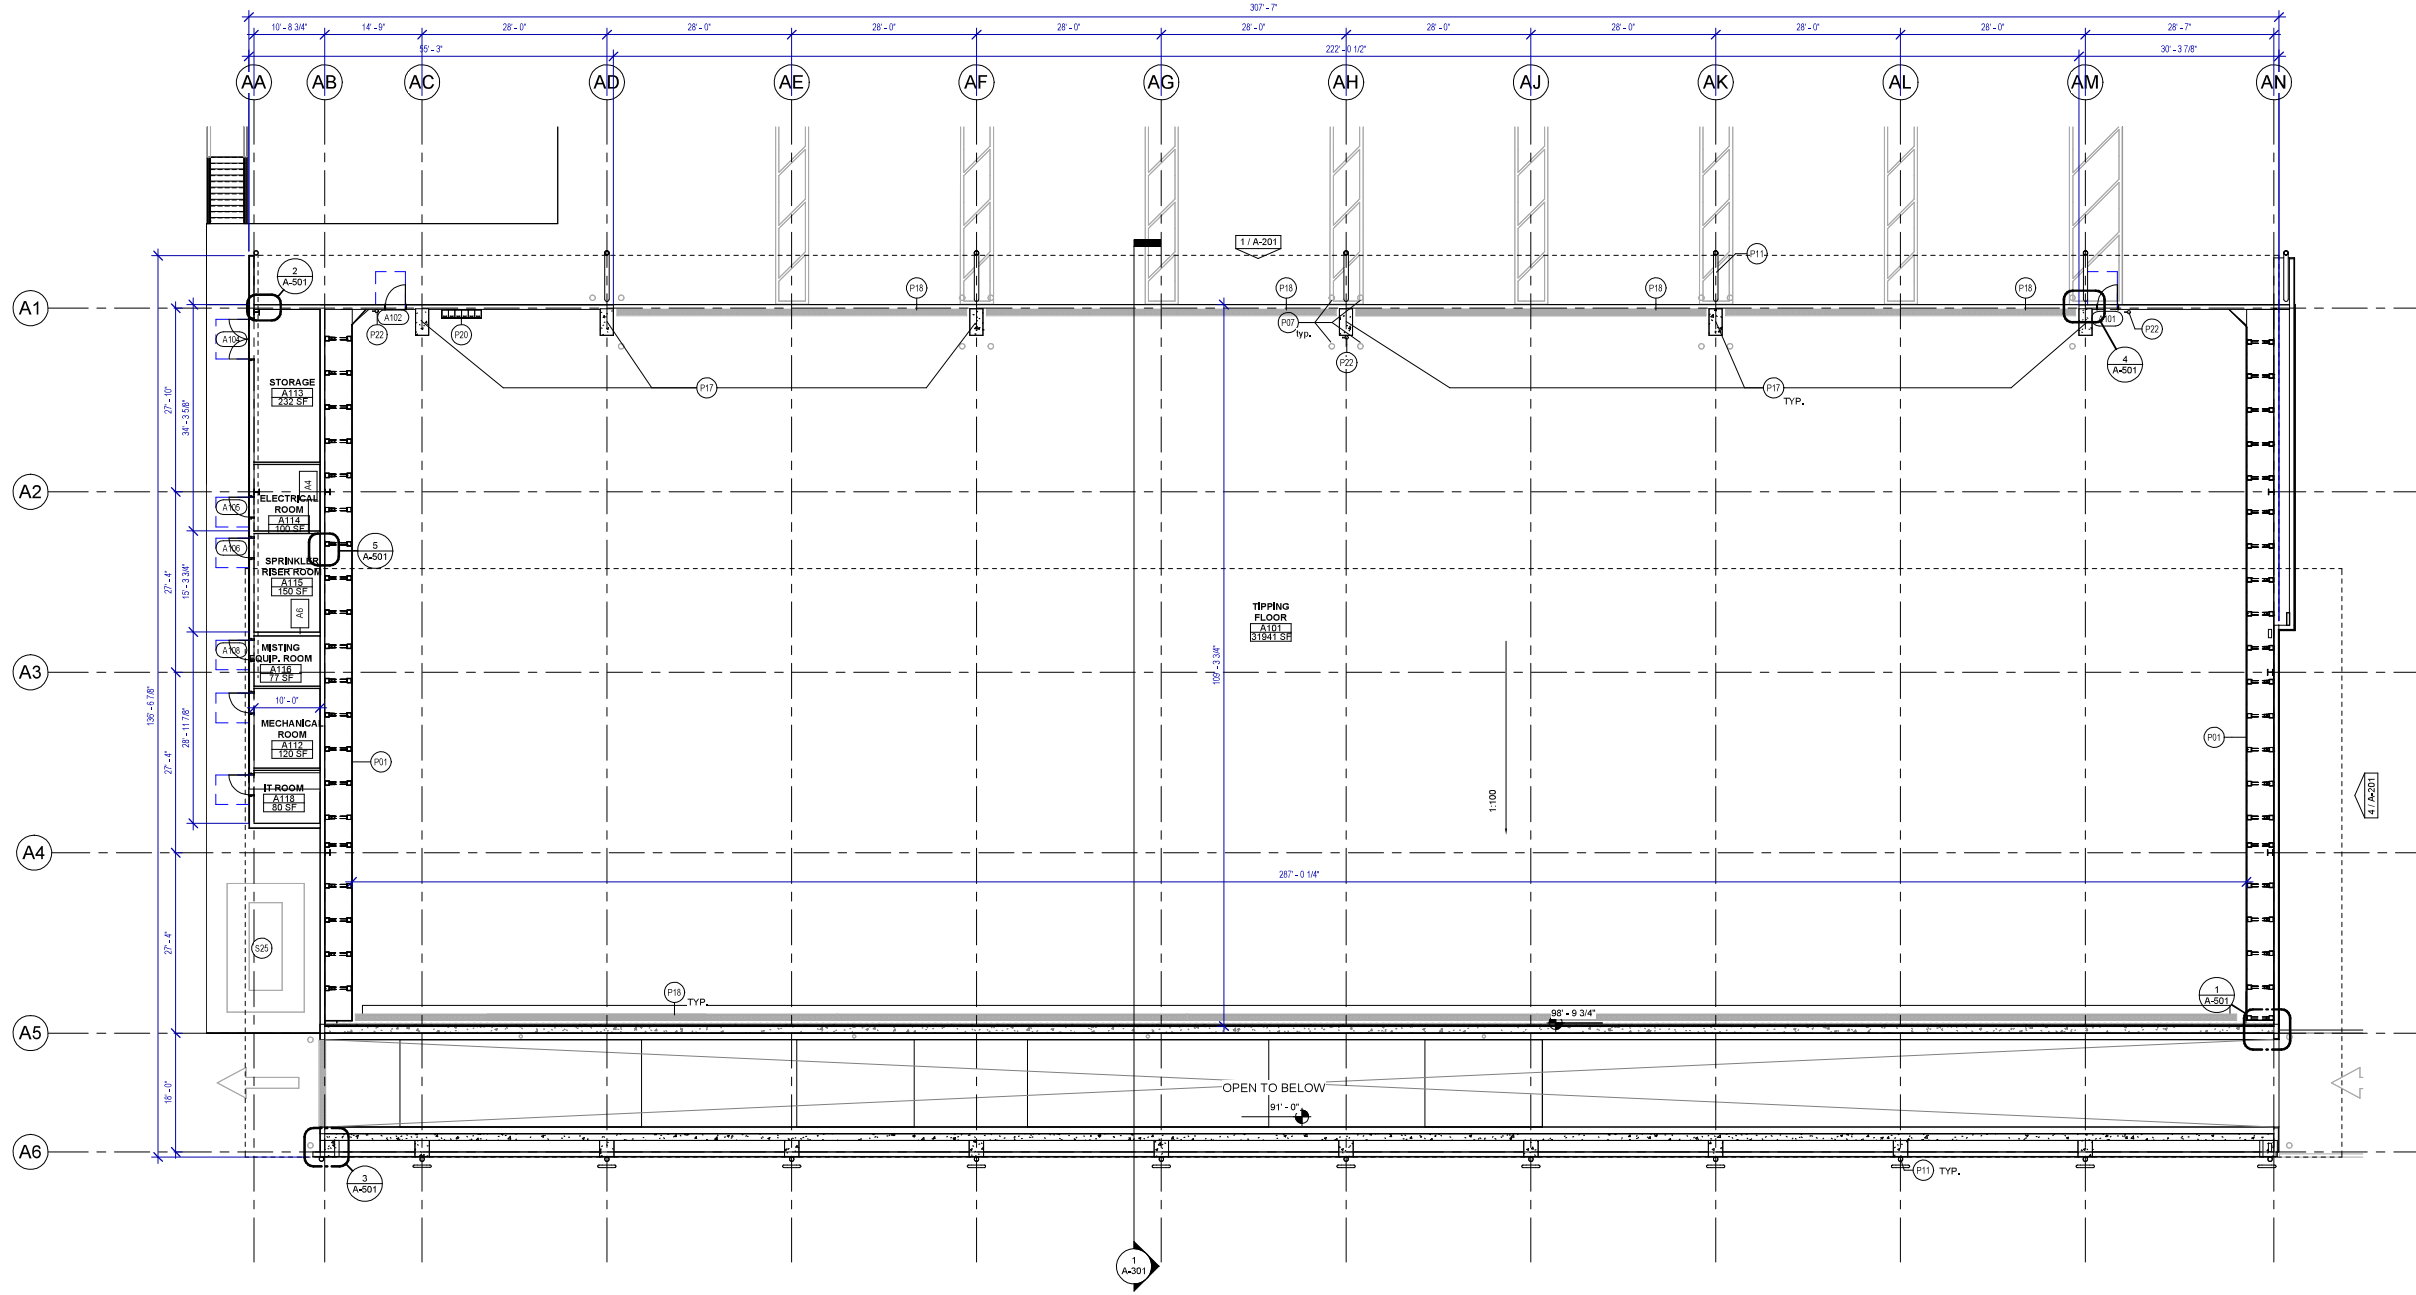 307' - 7"
10' - 8 3/4"
14' - 9"
28' - 0"
28' - 0"
28' - 0"
28' - 0"
28' - 0"
28' - 0"
28' - 0"
28' - 0"
28' - 0"
28' - 7"
55' - 3"
222' - 0 1/2"
30' - 3 7/8"
AA
AB
AC
AD
AE
AF
AG
AH
AJ
AK
AL
AM
AN
1 / A-201
2
A-501
P11
P18
P18
P18
P18
A1
A102
P22
P20
P07
typ.
A101
P22
A104
P22
4
A-501
STORAGE
A113
232 SF
P17
P17
TYP.
27' - 10"
34' - 3 5/8"
A4
A2
ELECTRICAL
ROOM
A114
100 SF
A105
A106
5
A-501
SPRINKLER
RISER ROOM
A115
150 SF
27' - 4"
15' - 3 3/4"
A6
TIPPING
FLOOR
A101
31941 SF
A108
MISTING
EQUIP. ROOM
A116
77 SF
A3
109' - 3 3/4"
136' - 6 7/8"
10' - 0"
28' - 11 7/8"
MECHANICAL
ROOM
A112
120 SF
P01
P01
27' - 4"
1:100
4 / A-201
IT ROOM
A118
80 SF
A4
287' - 0 1/4"
27' - 4"
S25
P18
TYP.
1
A-501
98' - 9 3/4"
A5
OPEN TO BELOW
91' - 0"
18' - 0"
A6
P11
TYP.
3
A-501
1
A-301